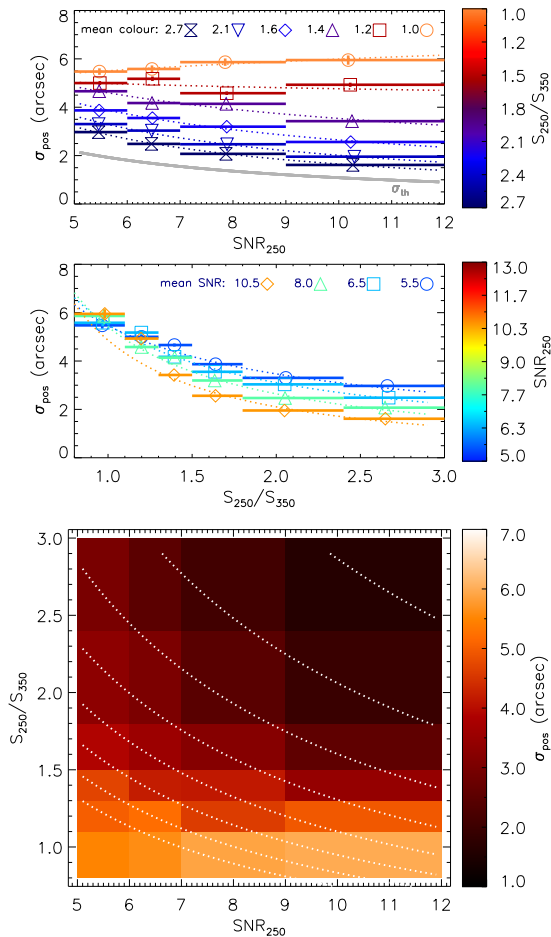 mean colour: 2.7 2.1 1.6 1.4 1.2 1.0
8
6
4
2
0
σpos (arcsec)
σth
5 6 7 8 9 10 11 12
SNR250
1.0
1.2
1.5
1.8
2.1
2.4
2.7
S250/S350
mean SNR: 10.5 8.0 6.5 5.5
8
6
4
2
0
σpos (arcsec)
1.0 1.5 2.0 2.5 3.0
S250/S350
13.0
11.7
10.3
9.0
7.7
6.3
5.0
SNR250
3.0
2.5
2.0
1.5
1.0
S250/S350
5 6 7 8 9 10 11 12
SNR250
7.0
6.0
5.0
4.0
3.0
2.0
1.0
σpos (arcsec)